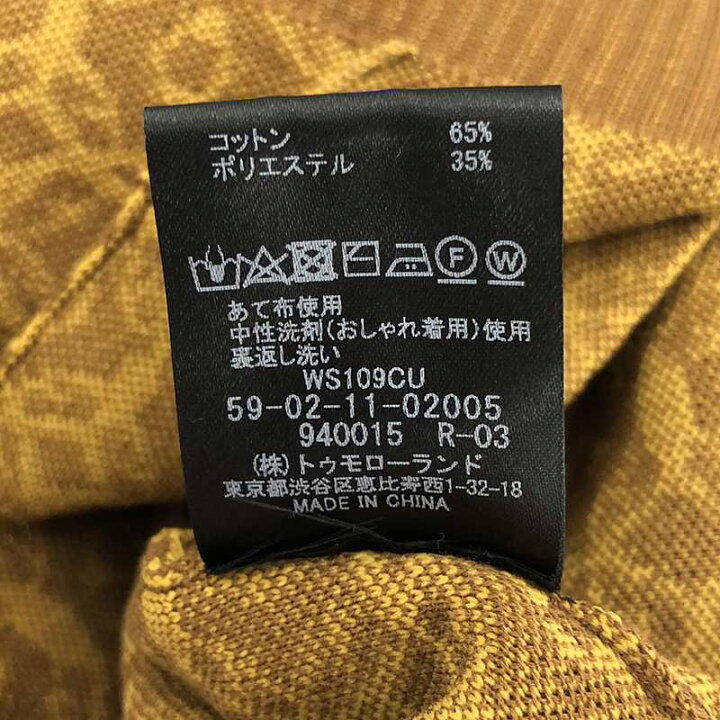 コットン 65%
ポリエステル 35%
F W
あて布使用
中性洗剤(おしゃれ着用)使用
裏返し洗い
WS109CU
59-02-11-02005
940015 R-03
(株)トゥモローランド
東京都渋谷区恵比寿西1-32-18
MADE IN CHINA